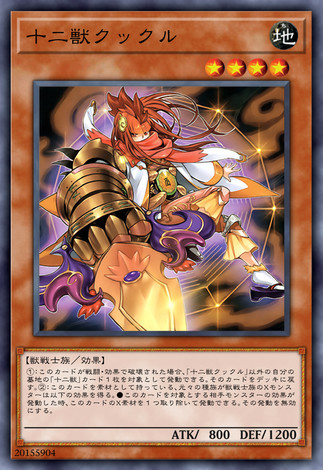 十二獣クックル
地
【獣戦士族／効果】
①：このカードが戦闘・効果で破壊された場合、「十二獣クックル」以外の自分の
墓地の「十二獣」カード１枚を対象として発動できる。そのカードをデッキに戻
す。②：このカードを素材として持っている、元々の種族が獣戦士族のXモンス
ターは以下の効果を得る。●このカードを対象とする相手モンスターの効果が
発動した時、このカードのX素材を１つ取り除いて発動できる。その発動を無効
にする。
ATK/ 800 DEF/1200
20155904